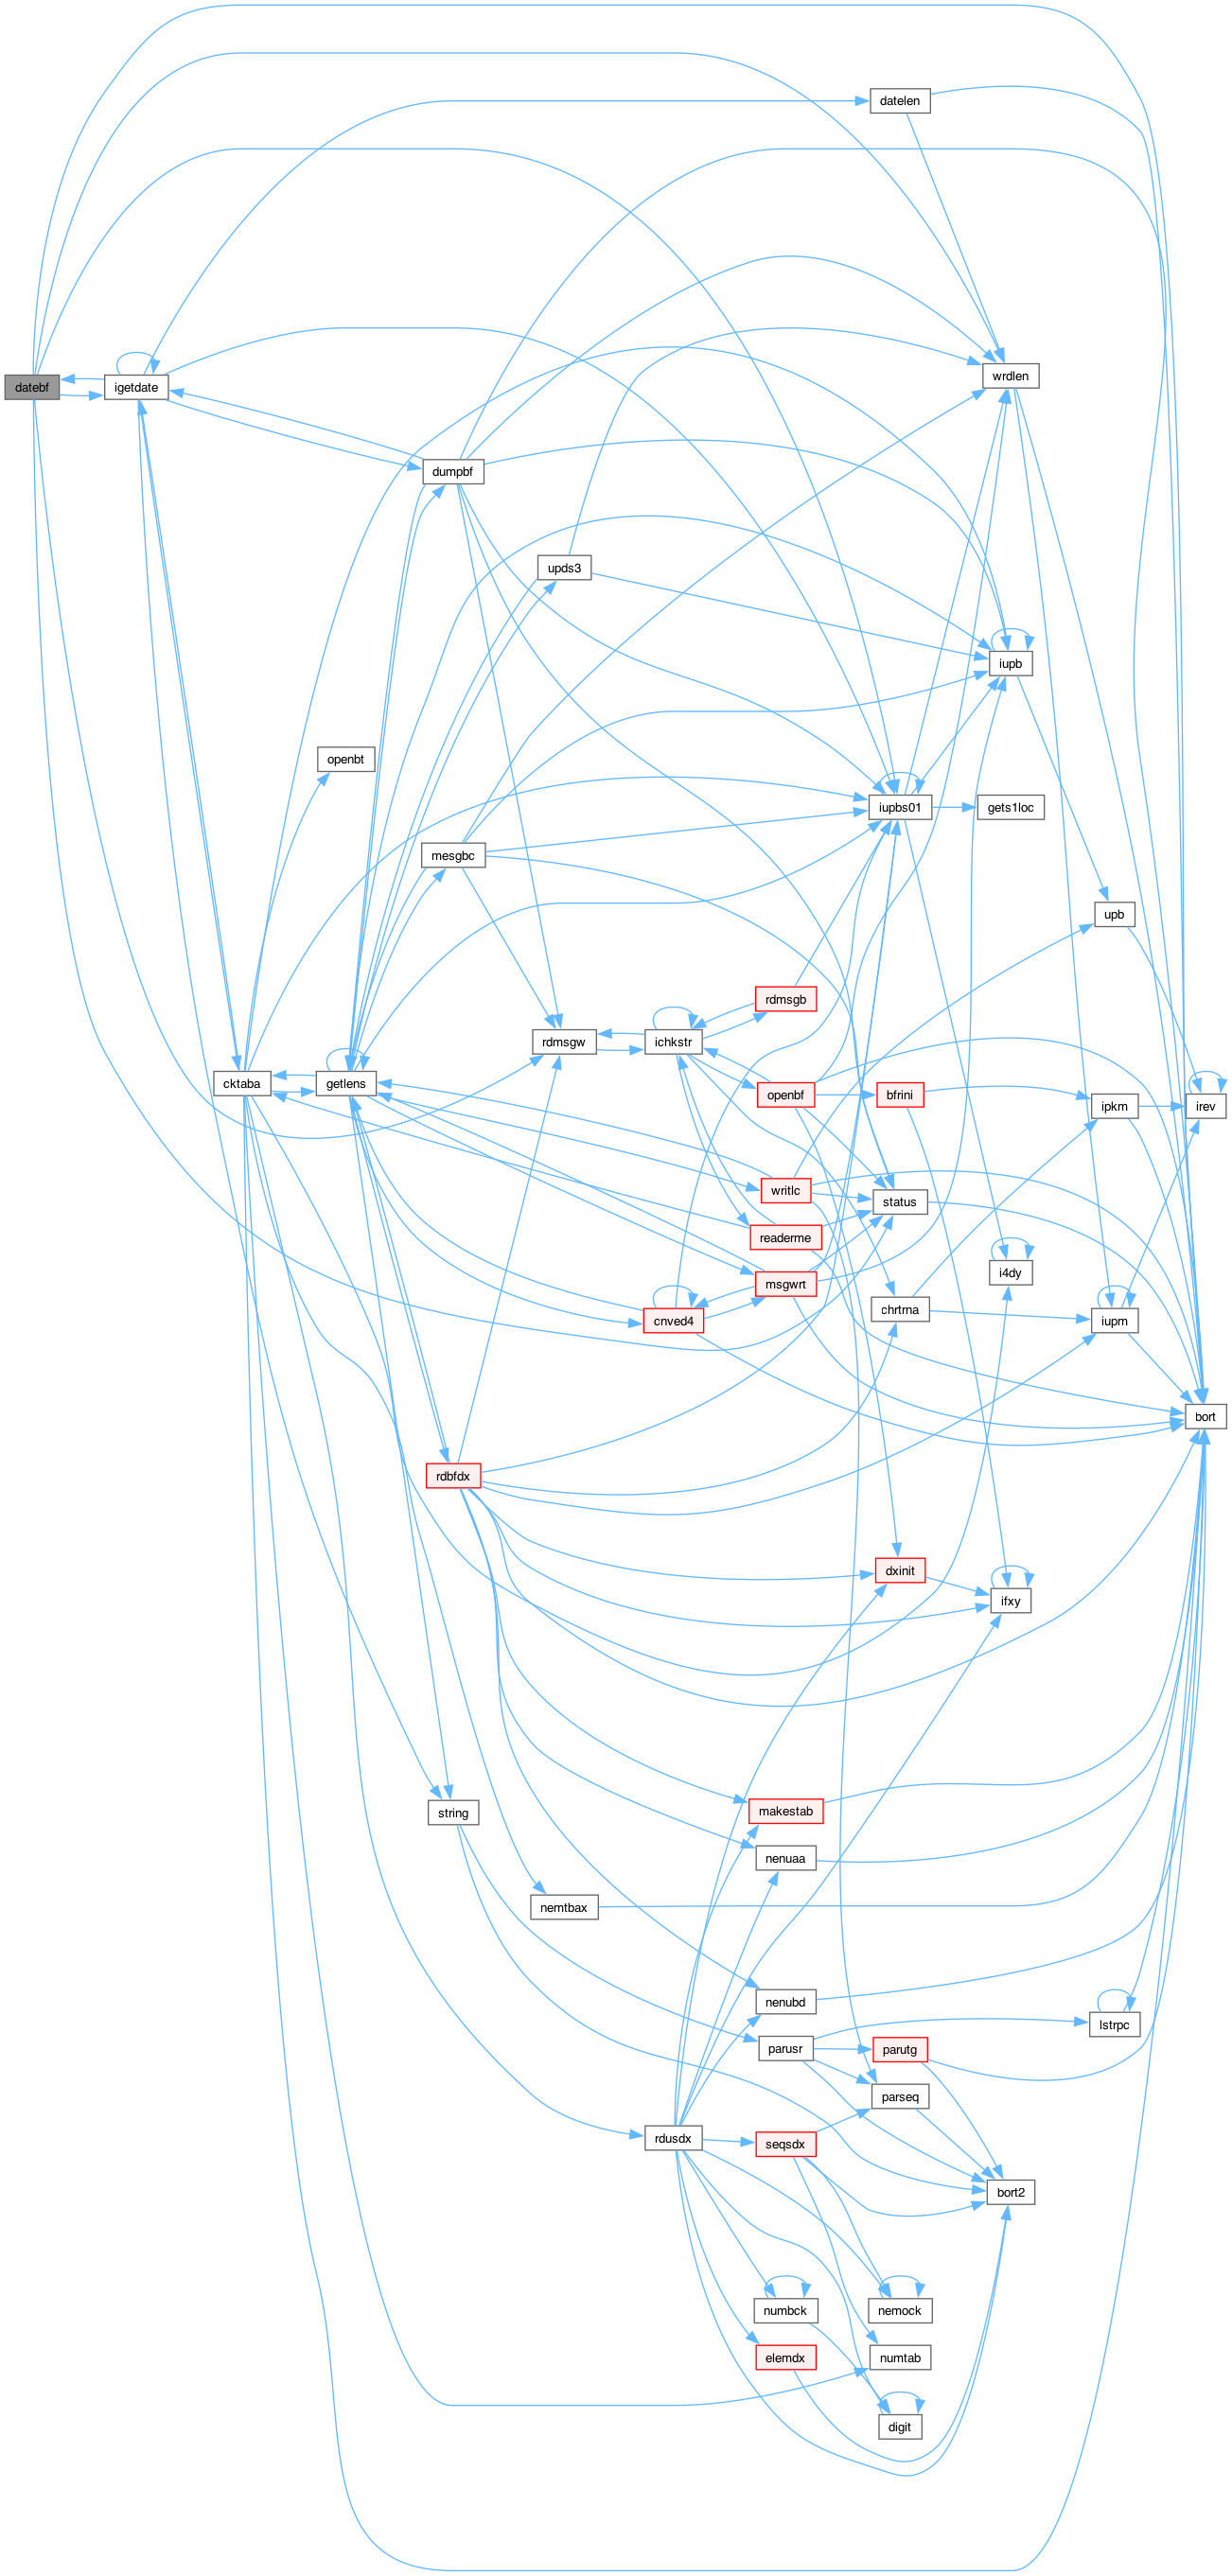 datelen
wrdlen
datebf
igetdate
dumpbf
upds3
iupb
openbt
iupbs01
gets1loc
mesgbc
upb
rdmsgb
rdmsgw
ichkstr
cktaba
getlens
openbf
bfrini
ipkm
irev
writlc
status
readerme
i4dy
msgwrt
chrtrna
cnved4
iupm
bort
rdbfdx
dxinit
ifxy
makestab
string
nenuaa
nemtbax
nenubd
lstrpc
parusr
parutg
parseq
rdusdx
seqsdx
bort2
numbck
nemock
elemdx
numtab
digit